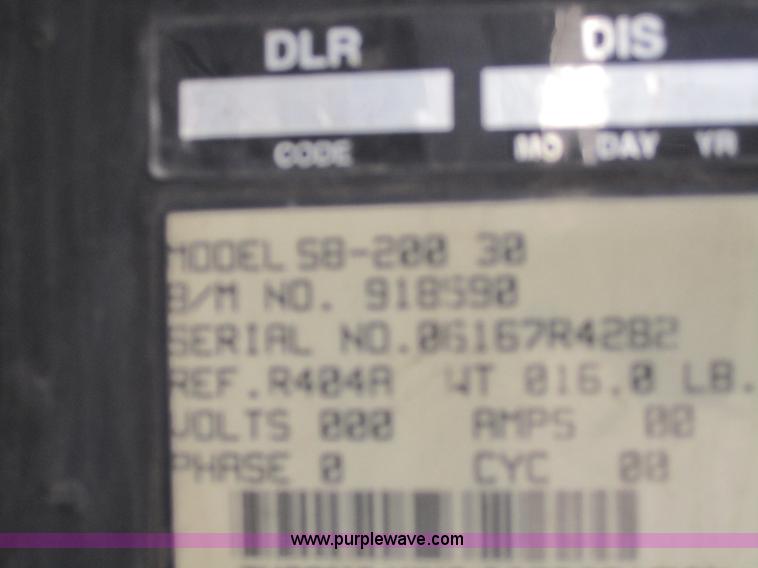 DLR DIS
CODE MO DAY YR
MODEL SB-200 30
B/M NO. 918590
SERIAL NO.
REF.R404A WT 016.0 LB.
VOLTS 000 AMPS 00
PHASE 0 CYC 00
www.purplewave.com